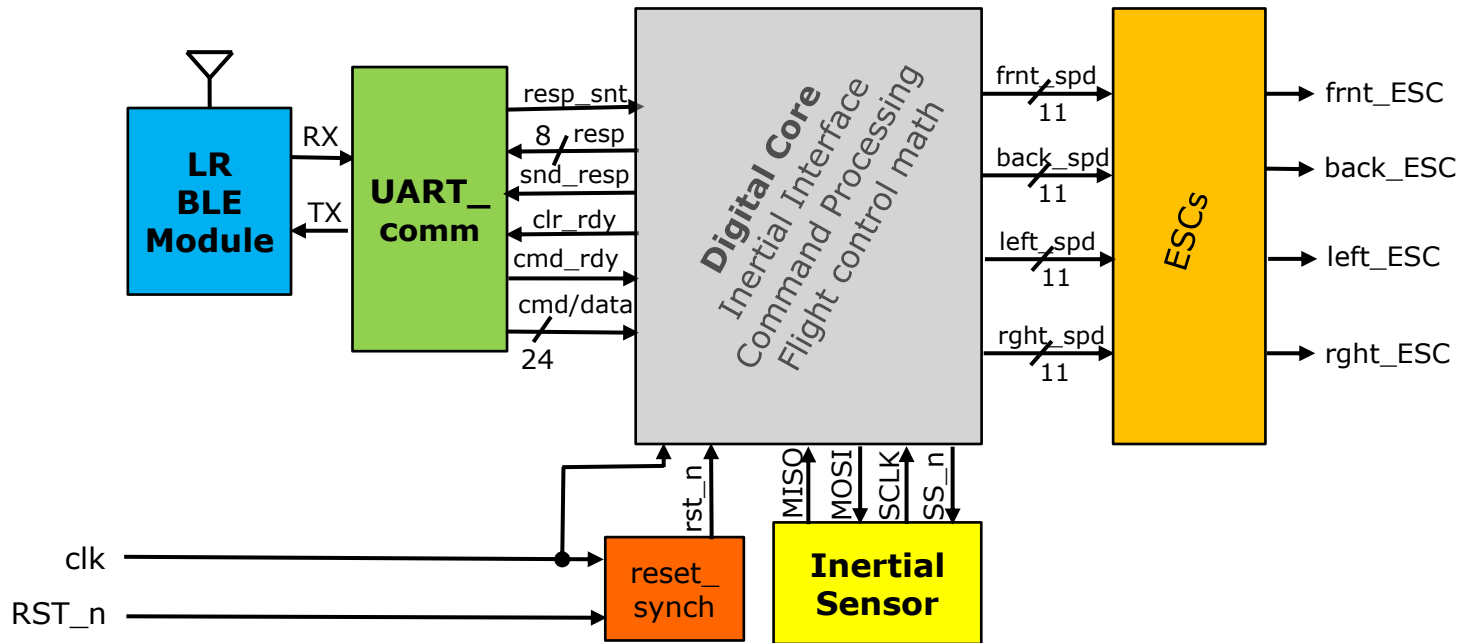 LR
BLE
Module
RX
TX
UART_
comm
resp_snt
8
resp
snd_resp
clr_rdy
cmd_rdy
cmd/data
24
Digital Core
Inertial Interface
Command Processing
Flight control math
frnt_spd
11
back_spd
11
left_spd
11
rght_spd
11
ESCs
frnt_ESC
back_ESC
left_ESC
rght_ESC
clk
RST_n
reset_
synch
rst_n
MISO
MOSI
SCLK
SS_n
Inertial
Sensor